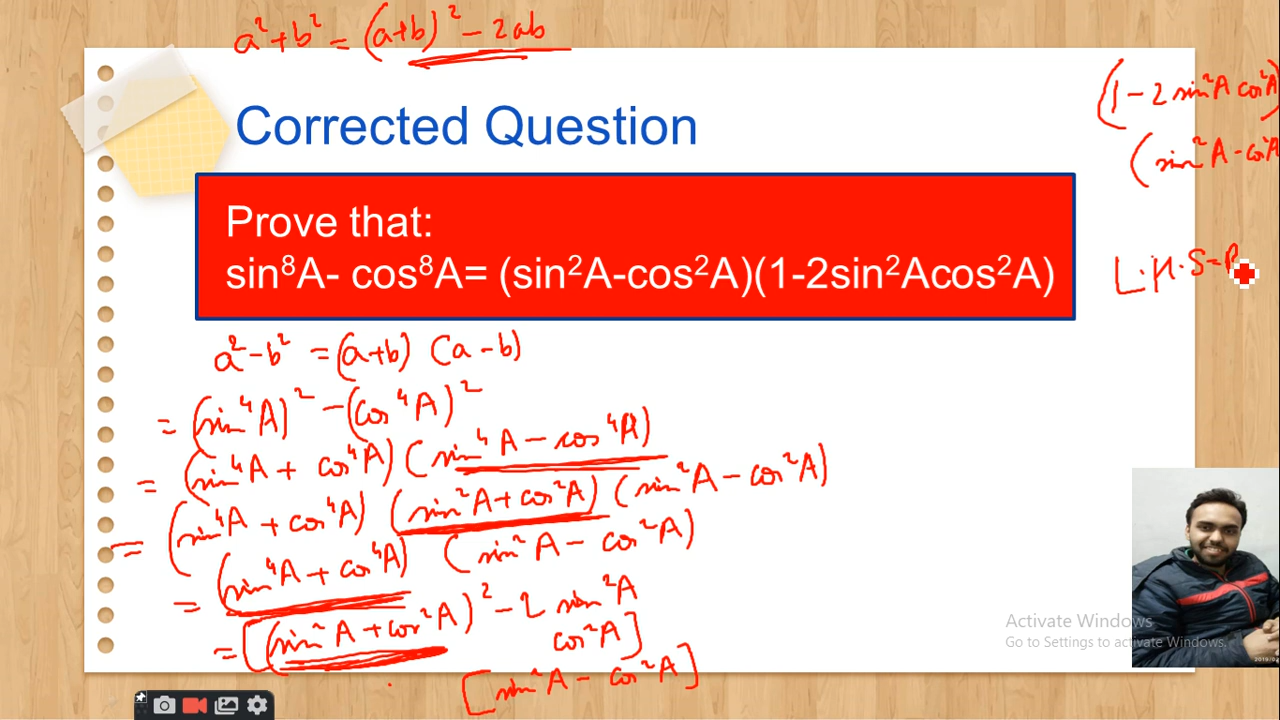 a² + b² = (a+b)² - 2ab
Corrected Question
Prove that:
sin⁸A- cos⁸A= (sin²A-cos²A)(1-2sin²Acos²A)
a² - b² = (a+b) (a-b)
= (sin⁴A)² - (cos⁴A)²
= (sin⁴A + cos⁴A) (sin⁴A - cos⁴A)
= (sin⁴A + cos⁴A) (sin²A + cos²A) (sin²A - cos²A)
= (sin⁴A + cos⁴A) (sin²A - cos²A)
= [(sin²A + cos²A)² - 2 sin²A
cos²A]
[sin²A - cos²A]
(1 - 2 sin²A cos²A)
(sin²A - cos²A
L.H.S = R
Activate Windows
Go to Settings to activate Windows.